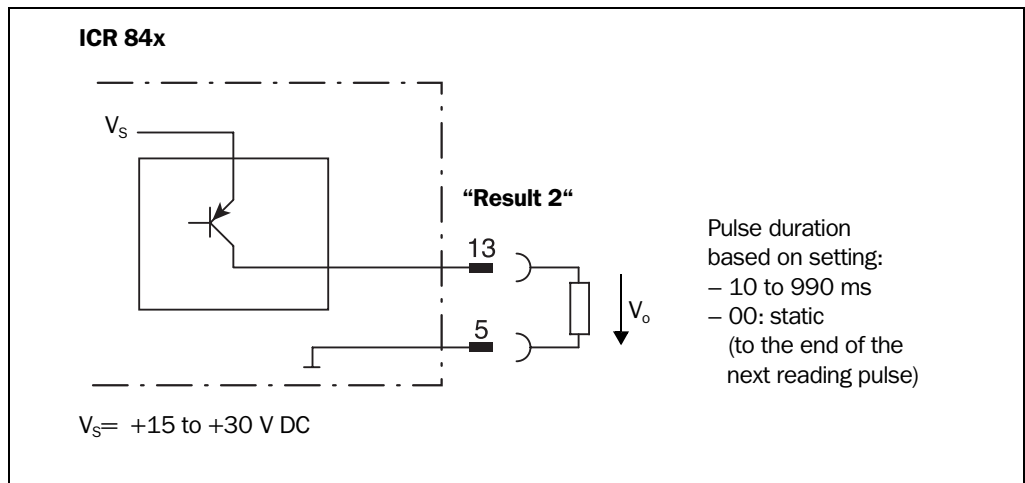 ICR 84x
VS
“Result 2“
13
5
Vo
Pulse duration
based on setting:
– 10 to 990 ms
– 00: static
(to the end of the
next reading pulse)
VS= +15 to +30 V DC